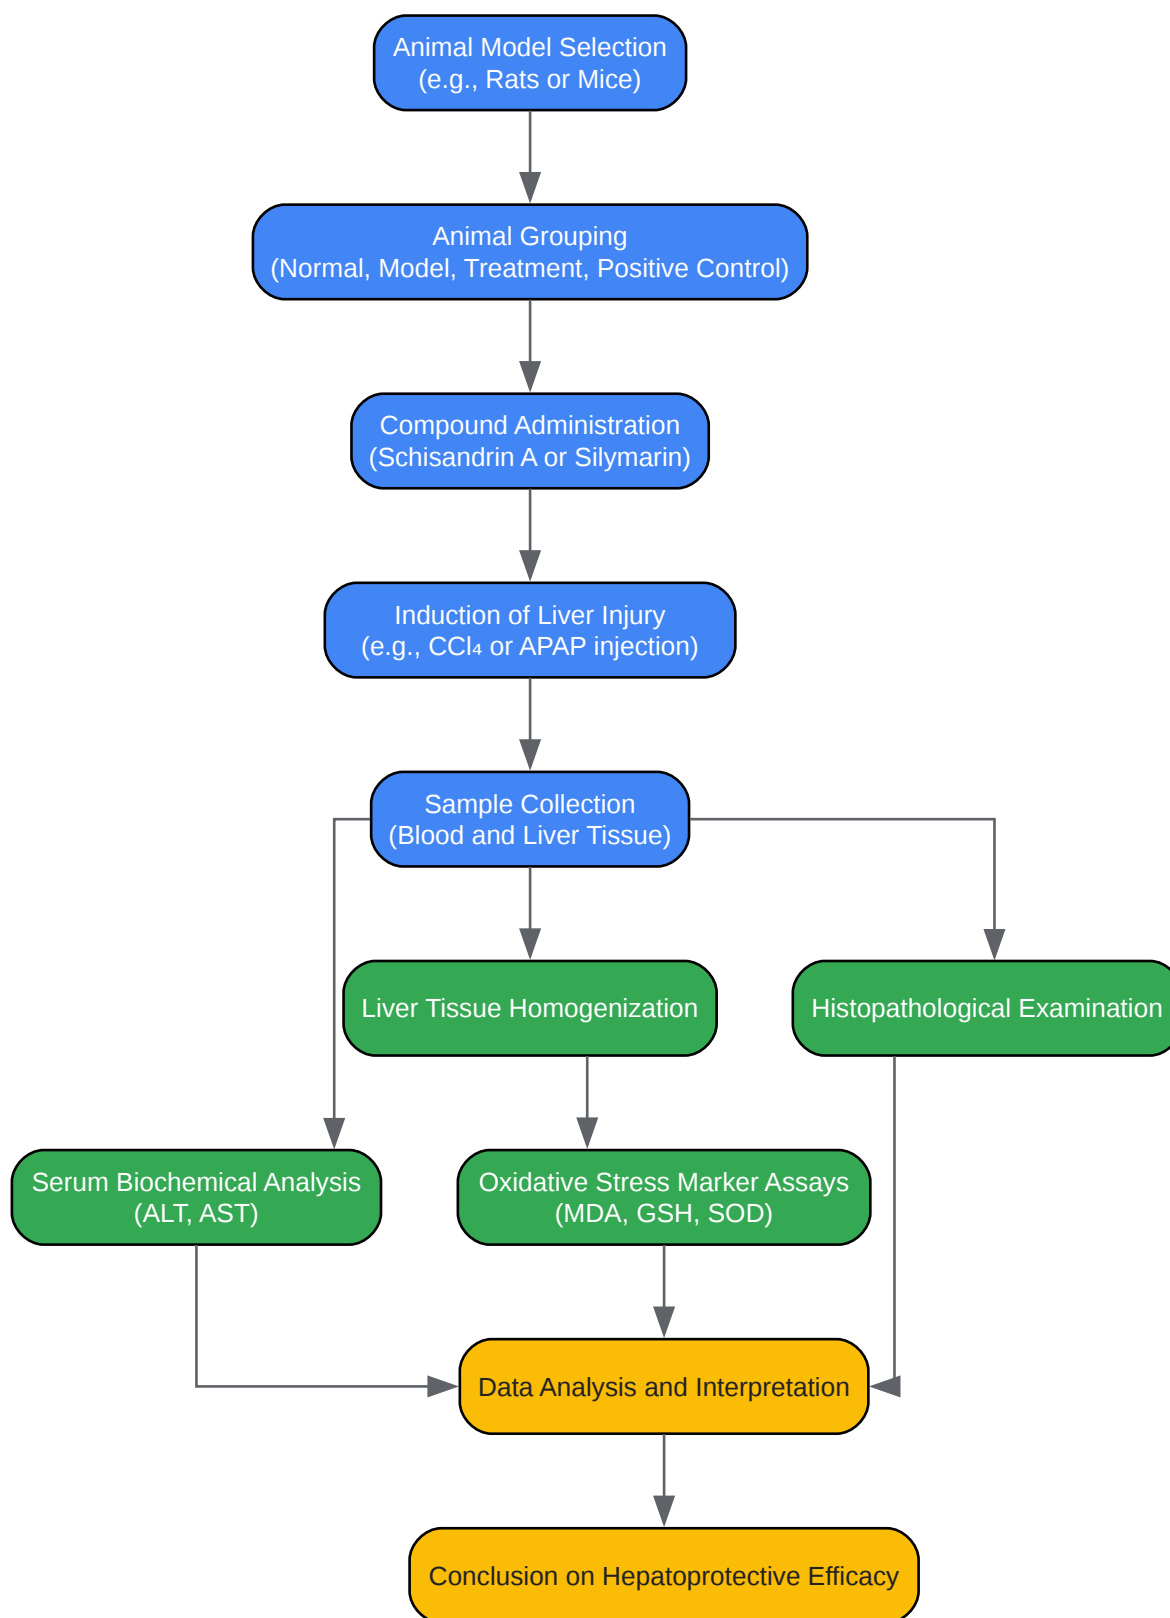 Animal Model Selection
(e.g., Rats or Mice)
Animal Grouping
(Normal, Model, Treatment, Positive Control)
Compound Administration
(Schisandrin A or Silymarin)
Induction of Liver Injury
(e.g., CCl₄ or APAP injection)
Sample Collection
(Blood and Liver Tissue)
Liver Tissue Homogenization
Histopathological Examination
Serum Biochemical Analysis
(ALT, AST)
Oxidative Stress Marker Assays
(MDA, GSH, SOD)
Data Analysis and Interpretation
Conclusion on Hepatoprotective Efficacy